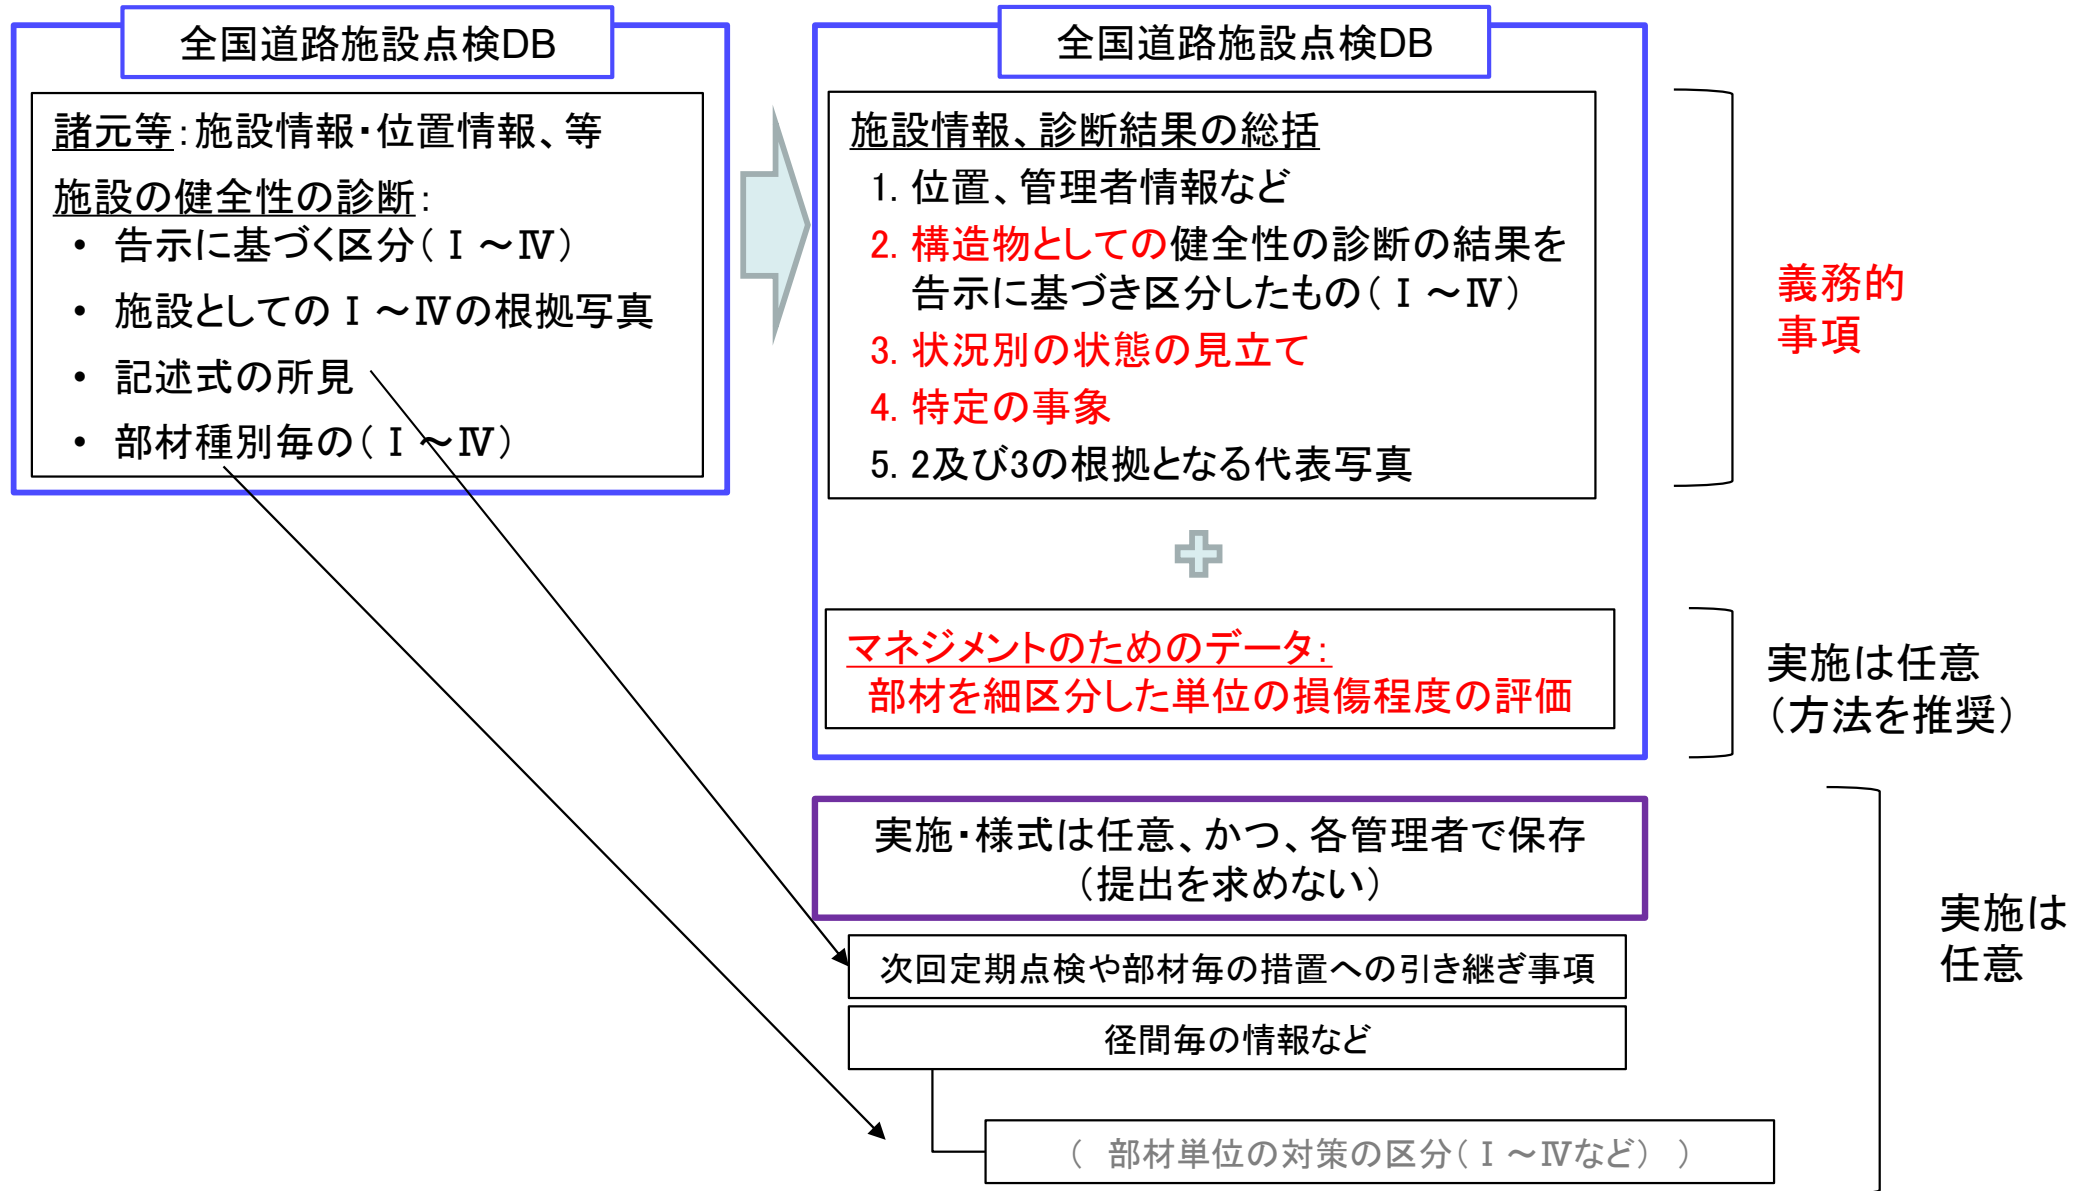 全国道路施設点検DB
諸元等：施設情報・位置情報、等
施設の健全性の診断：
• 告示に基づく区分（Ⅰ～Ⅳ）
• 施設としてのⅠ～Ⅳの根拠写真
• 記述式の所見
• 部材種別毎の（Ⅰ～Ⅳ）
全国道路施設点検DB
施設情報、診断結果の総括
1. 位置、管理者情報など
2. 構造物としての健全性の診断の結果を
告示に基づき区分したもの（Ⅰ～Ⅳ）
3. 状況別の状態の見立て
4. 特定の事象
5. 2及び3の根拠となる代表写真
義務的
事項
マネジメントのためのデータ：
部材を細区分した単位の損傷程度の評価
実施は任意
（方法を推奨）
実施・様式は任意、かつ、各管理者で保存
（提出を求めない）
次回定期点検や部材毎の措置への引き継ぎ事項
径間毎の情報など
（ 部材単位の対策の区分（Ⅰ～Ⅳなど） ）
実施は
任意